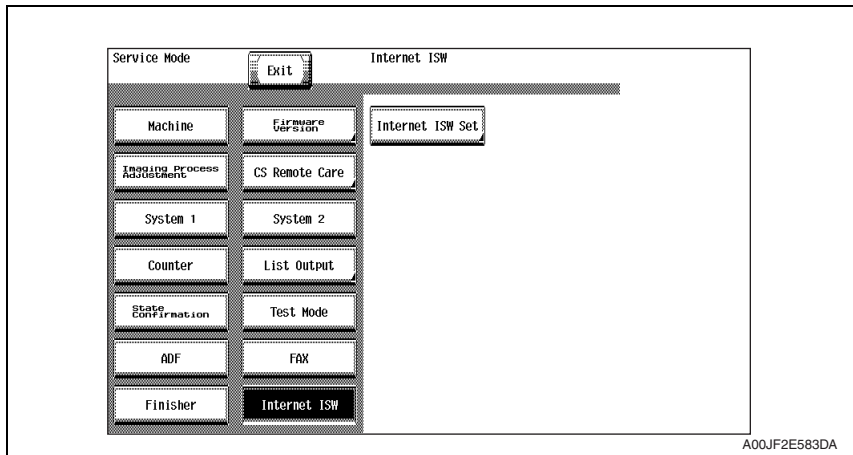 Service Mode
Exit
Internet ISW
Machine
Firmware
Version
Internet ISW Set
Imaging Process
Adjustment
CS Remote Care
System 1
System 2
Counter
List Output
State
Confirmation
Test Mode
ADF
FAX
Finisher
Internet ISW
A00JF2E583DA